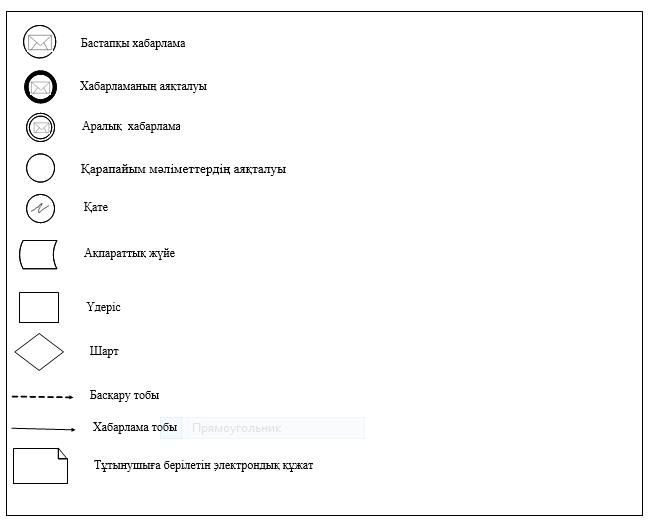 Бастапқы хабарлама
Хабарламаның аяқталуы
Аралық хабарлама
Қарапайым мәліметтердің аяқталуы
Қате
Ақпараттық жүйе
Үдеріс
Шарт
Басқару тобы
Хабарлама тобы
Прямоугольник
Тұтынушыға берілетін электрондық құжат